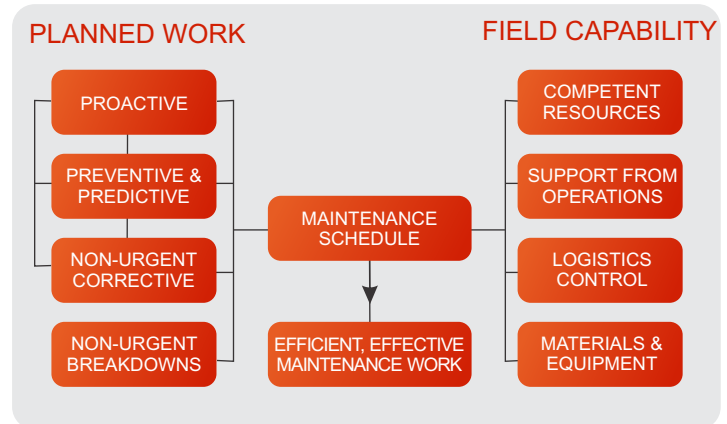 PLANNED WORK
FIELD CAPABILITY
PROACTIVE
PREVENTIVE &
PREDICTIVE
NON-URGENT
CORRECTIVE
NON-URGENT
BREAKDOWNS
MAINTENANCE
SCHEDULE
EFFICIENT, EFFECTIVE
MAINTENANCE WORK
COMPETENT
RESOURCES
SUPPORT FROM
OPERATIONS
LOGISTICS
CONTROL
MATERIALS &
EQUIPMENT